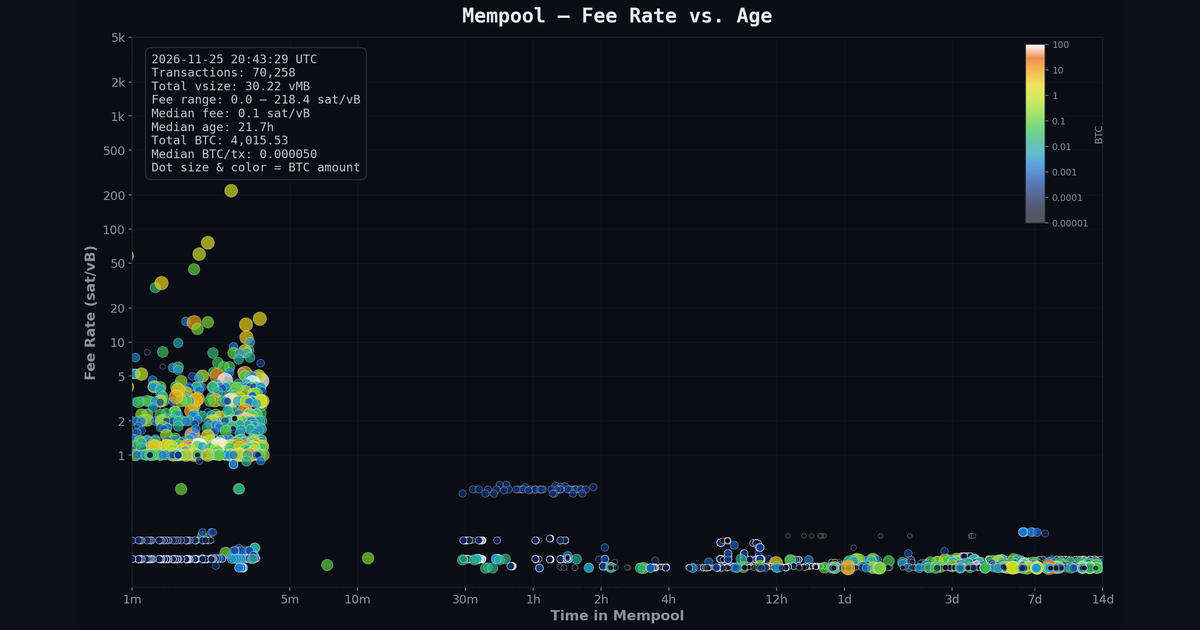 Mempool — Fee Rate vs. Age
2026-11-25 20:43:29 UTC
Transactions: 70,258
Total vsize: 30.22 vMB
Fee range: 0.0 — 218.4 sat/vB
Median fee: 0.1 sat/vB
Median age: 21.7h
Total BTC: 4,015.53
Median BTC/tx: 0.000050
Dot size & color = BTC amount
Fee Rate (sat/vB)
5k
2k
1k
500
200
100
50
20
10
5
2
1
100
10
1
0.1
0.01
0.001
0.0001
0.00001
BTC
1m
5m
10m
30m
1h
2h
4h
12h
1d
3d
7d
14d
Time in Mempool